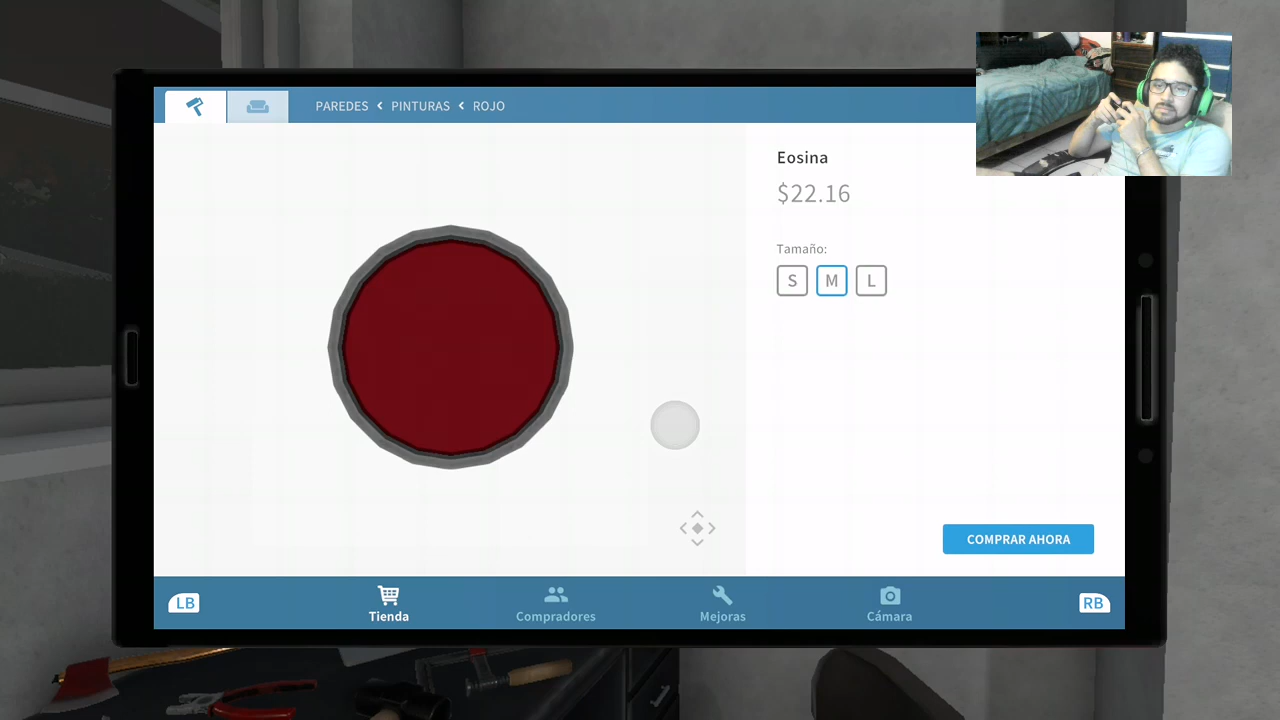 PAREDES < PINTURAS < ROJO
Eosina
$22.16
Tamaño:
S M L
COMPRAR AHORA
LB
Tienda
Compradores
Mejoras
Cámara
RB